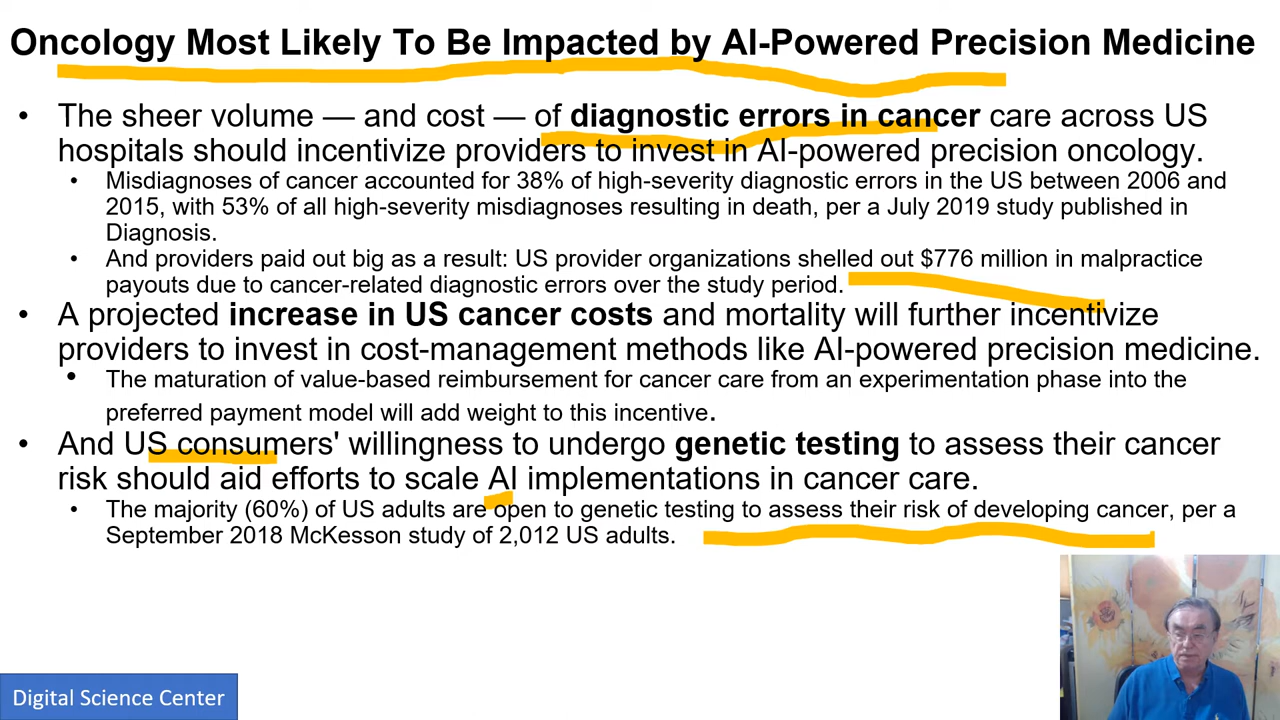 Oncology Most Likely To Be Impacted by AI-Powered Precision Medicine
• The sheer volume — and cost — of diagnostic errors in cancer care across US
hospitals should incentivize providers to invest in AI-powered precision oncology.
• Misdiagnoses of cancer accounted for 38% of high-severity diagnostic errors in the US between 2006 and
2015, with 53% of all high-severity misdiagnoses resulting in death, per a July 2019 study published in
Diagnosis.
• And providers paid out big as a result: US provider organizations shelled out $776 million in malpractice
payouts due to cancer-related diagnostic errors over the study period.
• A projected increase in US cancer costs and mortality will further incentivize
providers to invest in cost-management methods like AI-powered precision medicine.
• The maturation of value-based reimbursement for cancer care from an experimentation phase into the
preferred payment model will add weight to this incentive.
• And US consumers' willingness to undergo genetic testing to assess their cancer
risk should aid efforts to scale AI implementations in cancer care.
• The majority (60%) of US adults are open to genetic testing to assess their risk of developing cancer, per a
September 2018 McKesson study of 2,012 US adults.
Digital Science Center